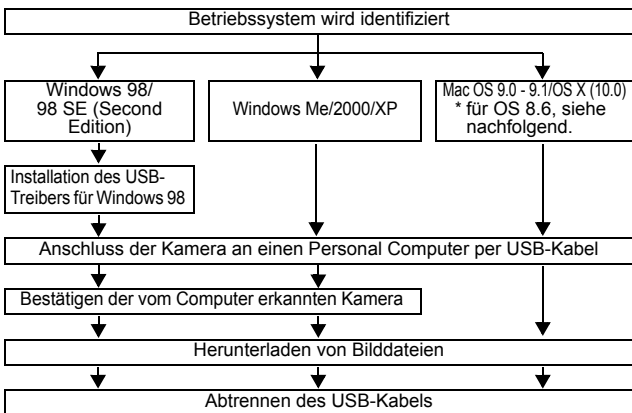 Betriebssystem wird identifiziert
Windows 98/
98 SE (Second
Edition)
Windows Me/2000/XP
Mac OS 9.0 - 9.1/OS X (10.0)
* für OS 8.6, siehe
nachfolgend.
Installation des USB-
Treibers für Windows 98
Anschluss der Kamera an einen Personal Computer per USB-Kabel
Bestätigen der vom Computer erkannten Kamera
Herunterladen von Bilddateien
Abtrennen des USB-Kabels